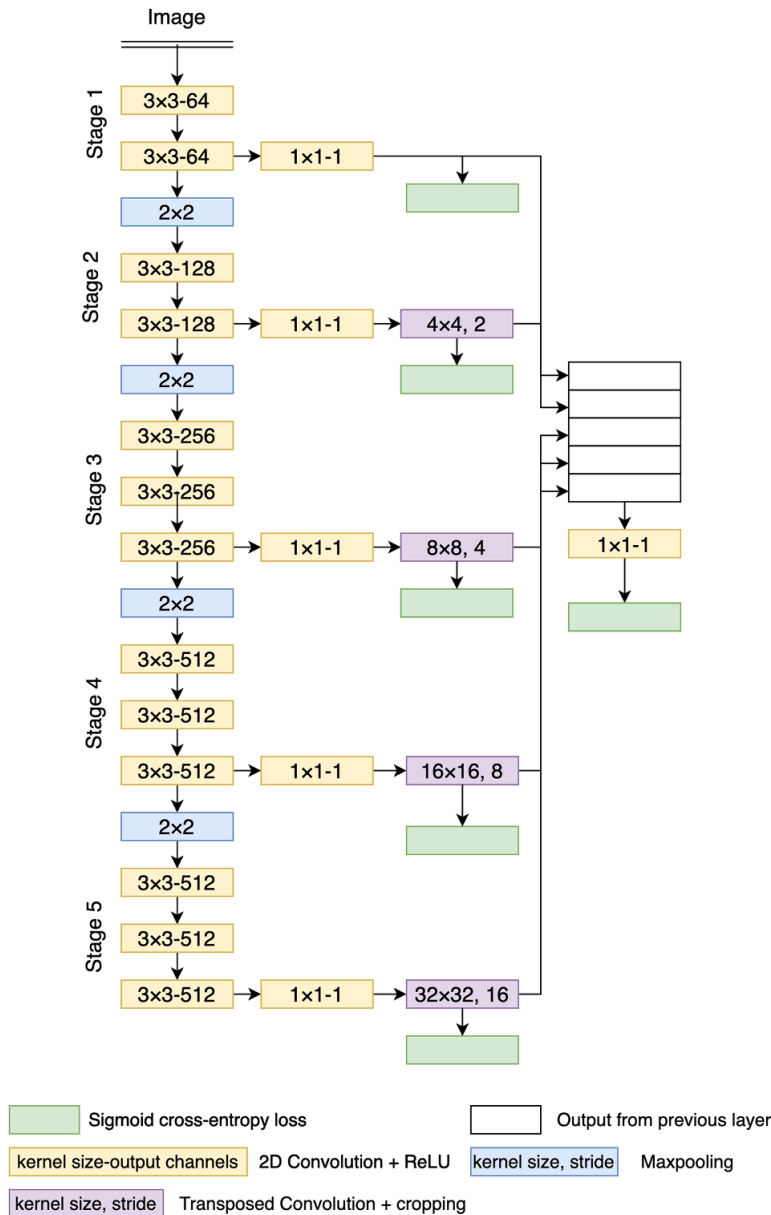 Image
Stage 1
3×3-64
3×3-64
1×1-1
2×2
Stage 2
3×3-128
3×3-128
1×1-1
4×4, 2
2×2
Stage 3
3×3-256
3×3-256
3×3-256
1×1-1
8×8, 4
1×1-1
2×2
Stage 4
3×3-512
3×3-512
3×3-512
1×1-1
16×16, 8
2×2
Stage 5
3×3-512
3×3-512
3×3-512
1×1-1
32×32, 16
Sigmoid cross-entropy loss
Output from previous layer
kernel size-output channels
2D Convolution + ReLU
kernel size, stride
Maxpooling
kernel size, stride
Transposed Convolution + cropping